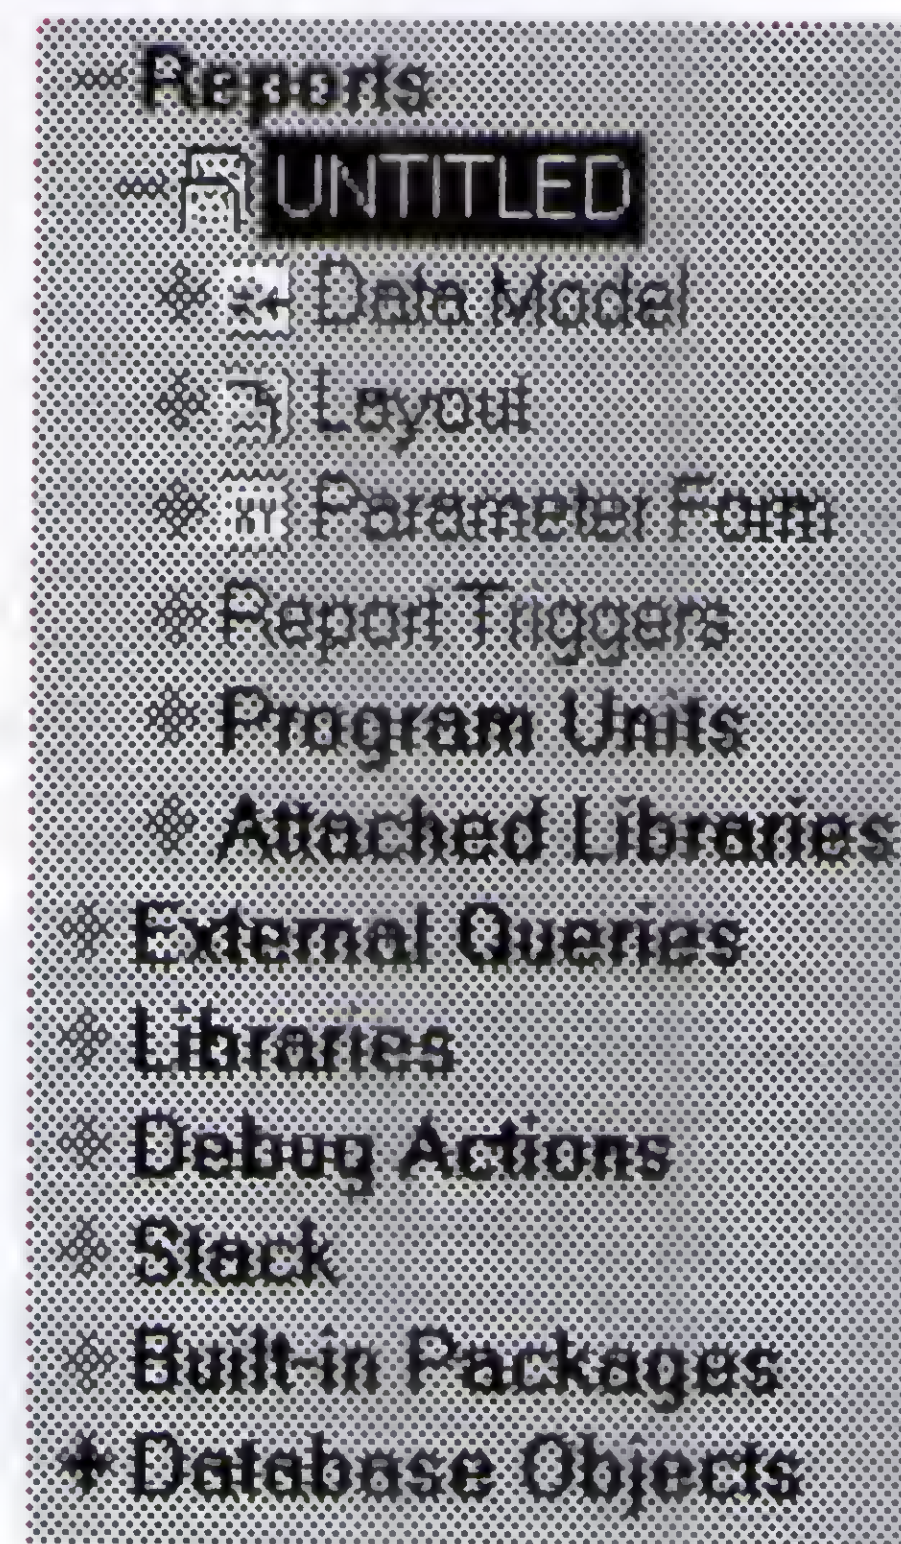 Reports
UNTITLED
Data Model
Layout
Parameter Form
Report Triggers
Program Units
Attached Libraries
External Queries
Libraries
Debug Actions
Stack
Built-in Packages
Database Objects